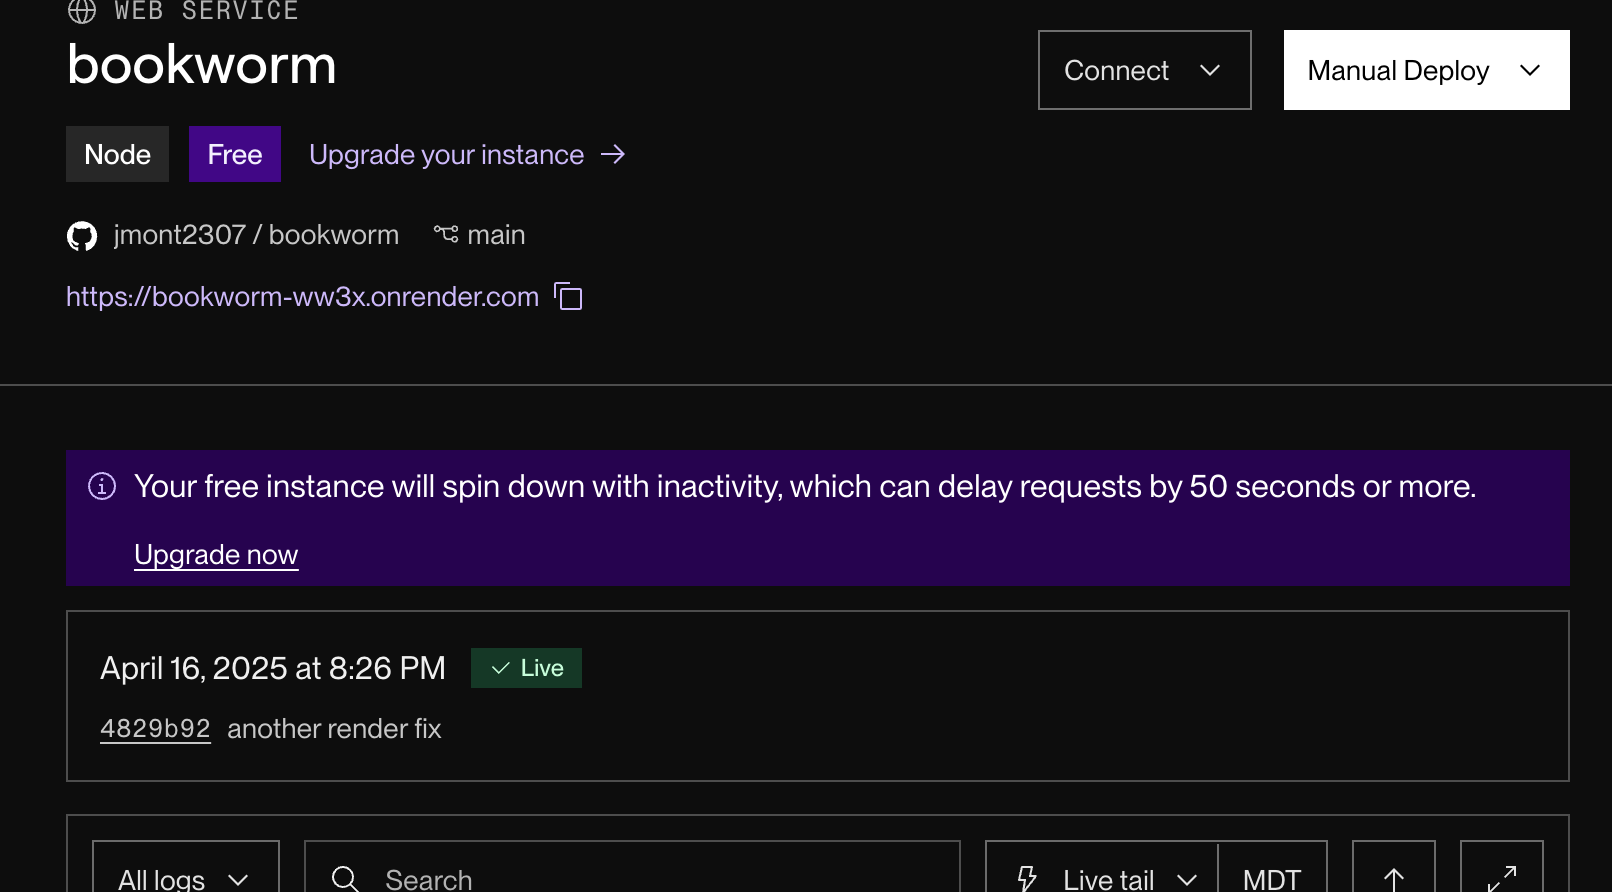 WEB SERVICE
bookworm
Connect
Manual Deploy
Node Free Upgrade your instance →
jmont2307 / bookworm main
https://bookworm-ww3x.onrender.com
Your free instance will spin down with inactivity, which can delay requests by 50 seconds or more.
Upgrade now
April 16, 2025 at 8:26 PM ✓ Live
4829b92 another render fix
All logs Search Live tail MDT